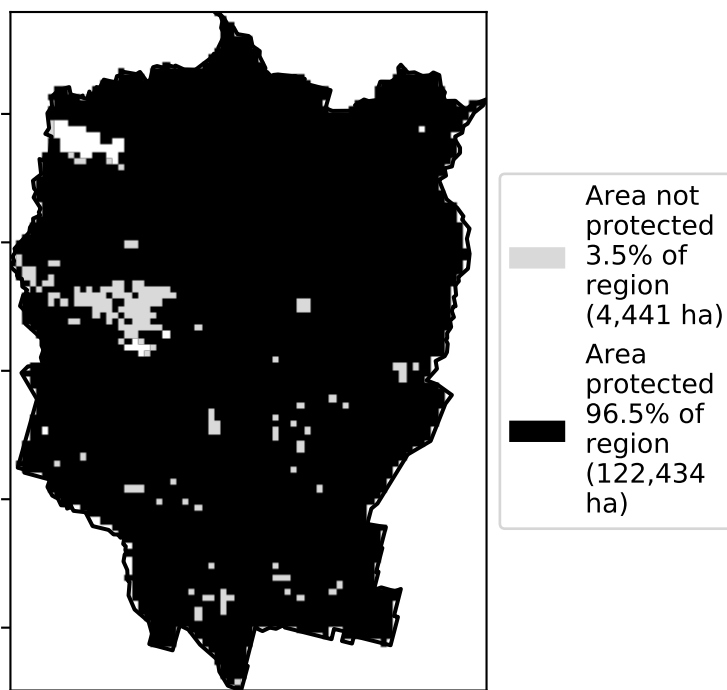 Area not
protected
3.5% of
region
(4,441 ha)
Area
protected
96.5% of
region
(122,434
ha)